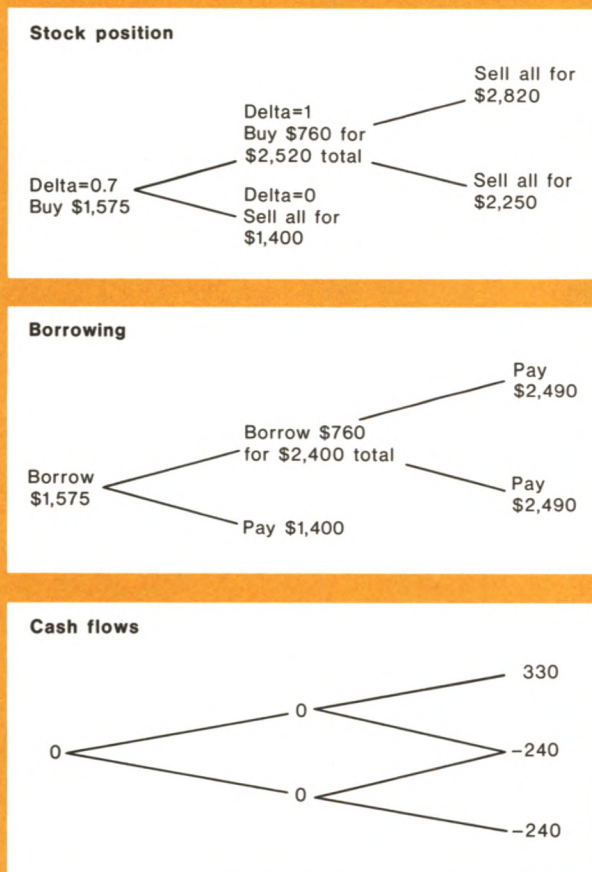 Stock position
Sell all for
$2,820
Delta=1
Buy $760 for
$2,520 total
Delta=0.7
Buy $1,575
Sell all for
$2,250
Delta=0
Sell all for
$1,400
Borrowing
Pay
$2,490
Borrow $760
for $2,400 total
Borrow
$1,575
Pay
$2,490
Pay $1,400
Cash flows
330
0
0
-240
0
-240